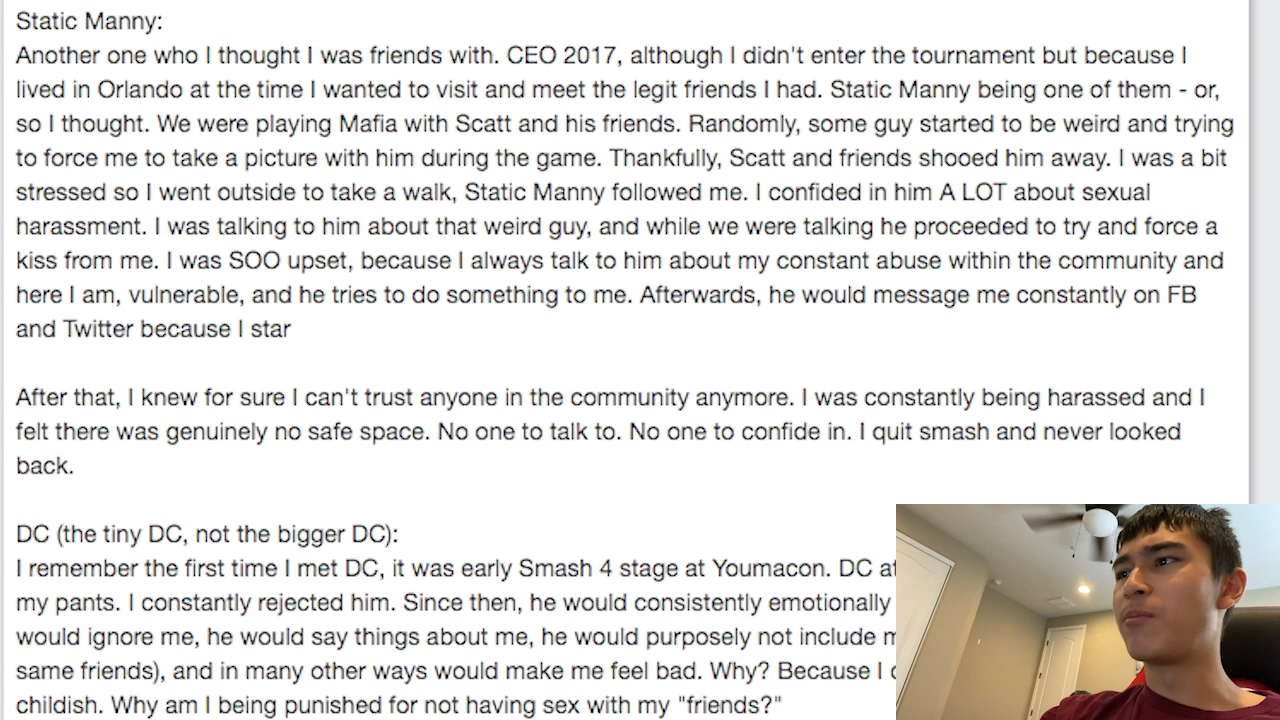 Static Manny:
Another one who I thought I was friends with. CEO 2017, although I didn't enter the tournament but because I
lived in Orlando at the time I wanted to visit and meet the legit friends I had. Static Manny being one of them - or,
so I thought. We were playing Mafia with Scatt and his friends. Randomly, some guy started to be weird and trying
to force me to take a picture with him during the game. Thankfully, Scatt and friends shooed him away. I was a bit
stressed so I went outside to take a walk, Static Manny followed me. I confided in him A LOT about sexual
harassment. I was talking to him about that weird guy, and while we were talking he proceeded to try and force a
kiss from me. I was SOO upset, because I always talk to him about my constant abuse within the community and
here I am, vulnerable, and he tries to do something to me. Afterwards, he would message me constantly on FB
and Twitter because I star
After that, I knew for sure I can't trust anyone in the community anymore. I was constantly being harassed and I
felt there was genuinely no safe space. No one to talk to. No one to confide in. I quit smash and never looked
back.
DC (the tiny DC, not the bigger DC):
I remember the first time I met DC, it was early Smash 4 stage at Youmacon. DC
my pants. I constantly rejected him. Since then, he would consistently emotionally
would ignore me, he would say things about me, he would purposely not include
same friends), and in many other ways would make me feel bad. Why? Because I
childish. Why am I being punished for not having sex with my "friends?"